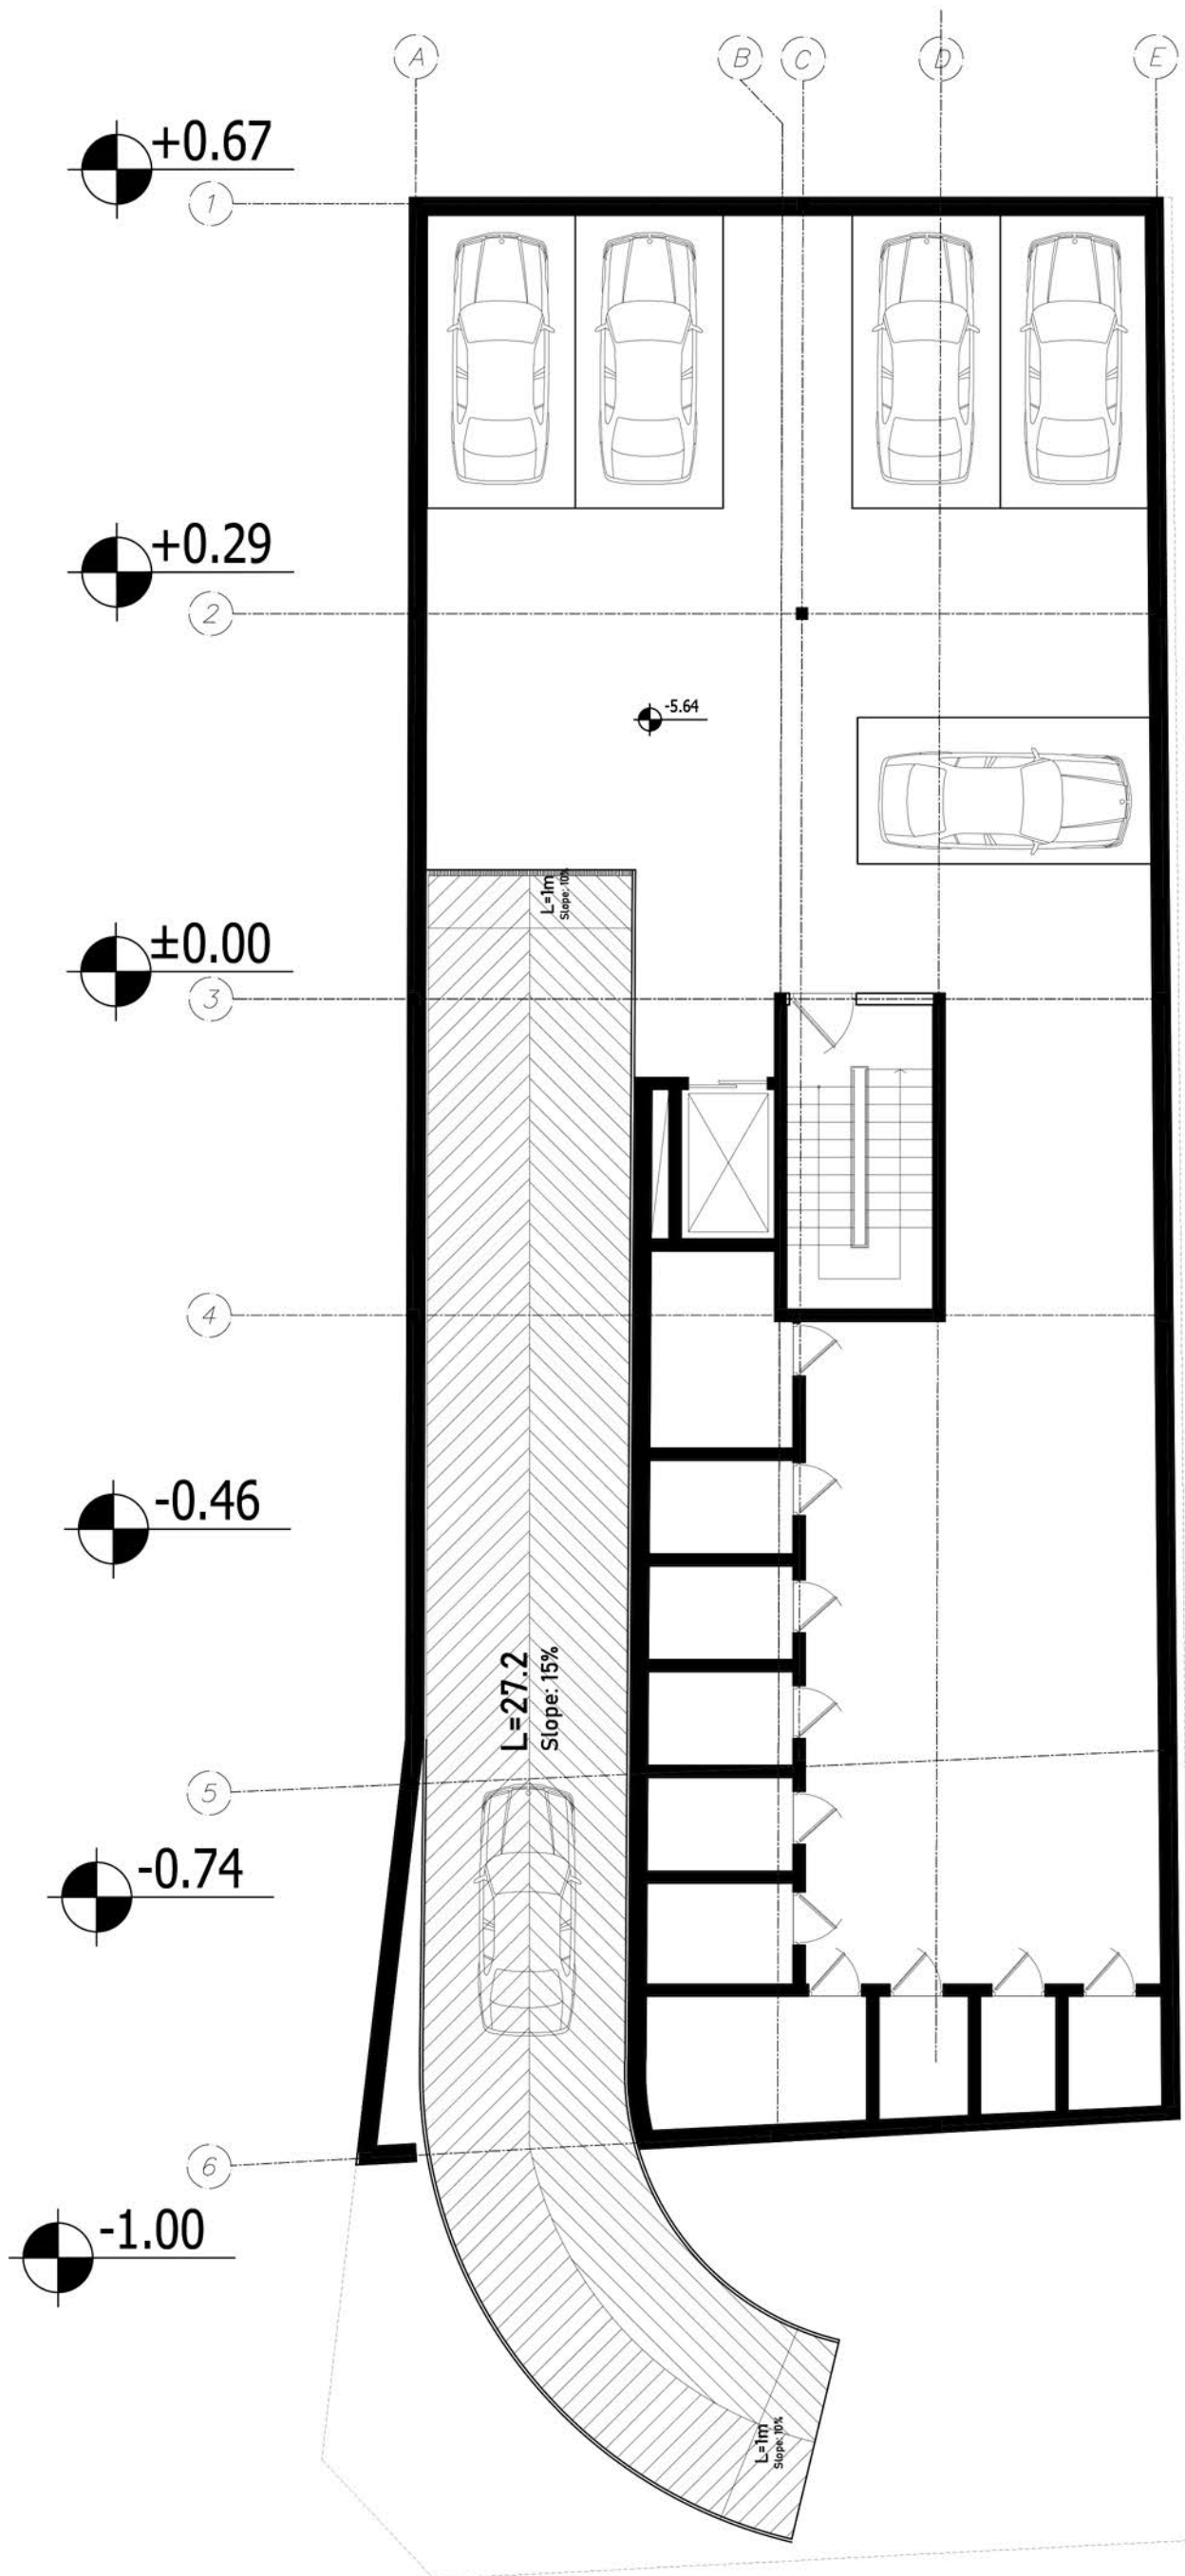 A
B
C
D
E
+0.67
1
+0.29
2
-5.64
L=1m
Slope: 10%
±0.00
3
4
-0.46
L=27.2
Slope: 15%
5
-0.74
6
-1.00
L=1m
Slope: 10%